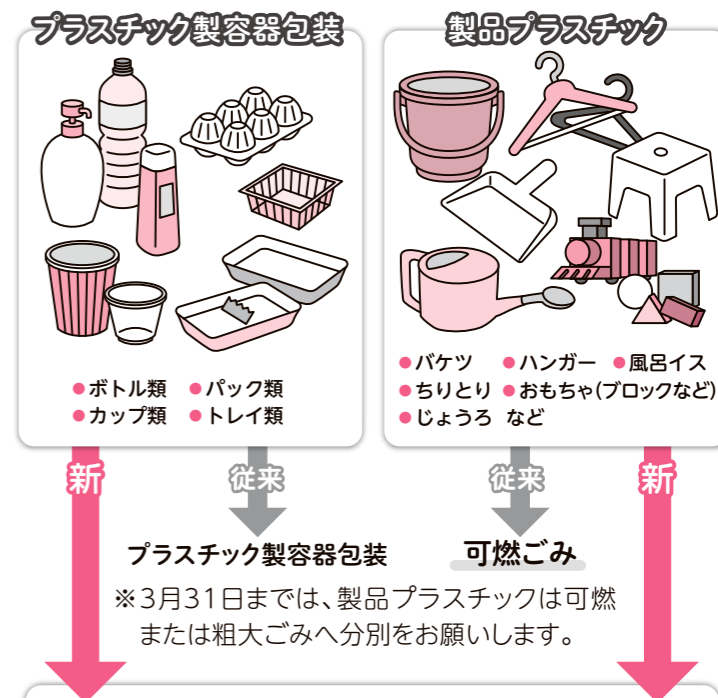 プラスチック製容器包装
●ボトル類 ●パック類
●カップ類 ●トレイ類
製品プラスチック
●バケツ ●ハンガー ●風呂イス
●ちりとり ●おもちゃ(ブロックなど)
●じょうろ など
新
従来
従来
新
プラスチック製容器包装
可燃ごみ
※3月31日までは、製品プラスチックは可燃
または粗大ごみへ分別をお願いします。